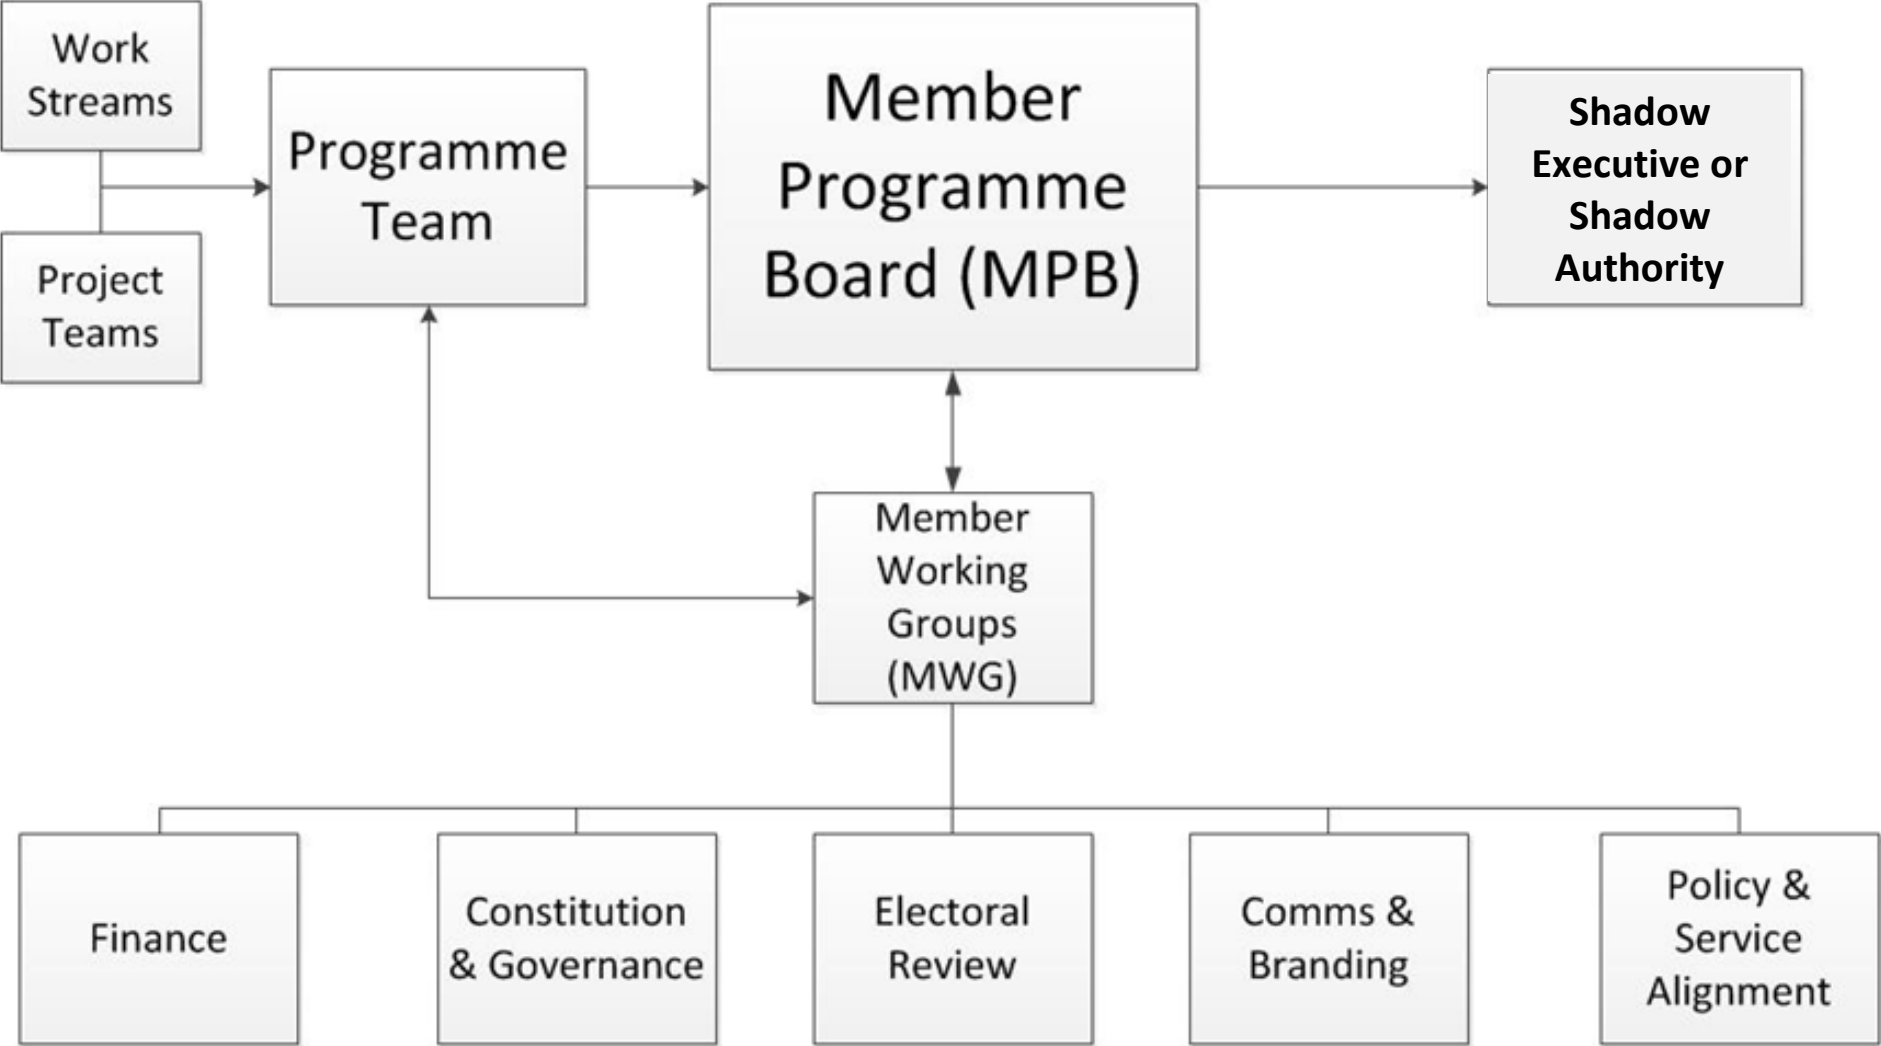 Work
Streams
Project
Teams
Programme
Team
Member
Programme
Board (MPB)
Shadow
Executive or
Shadow
Authority
Member
Working
Groups
(MWG)
Finance
Constitution
& Governance
Electoral
Review
Comms &
Branding
Policy &
Service
Alignment